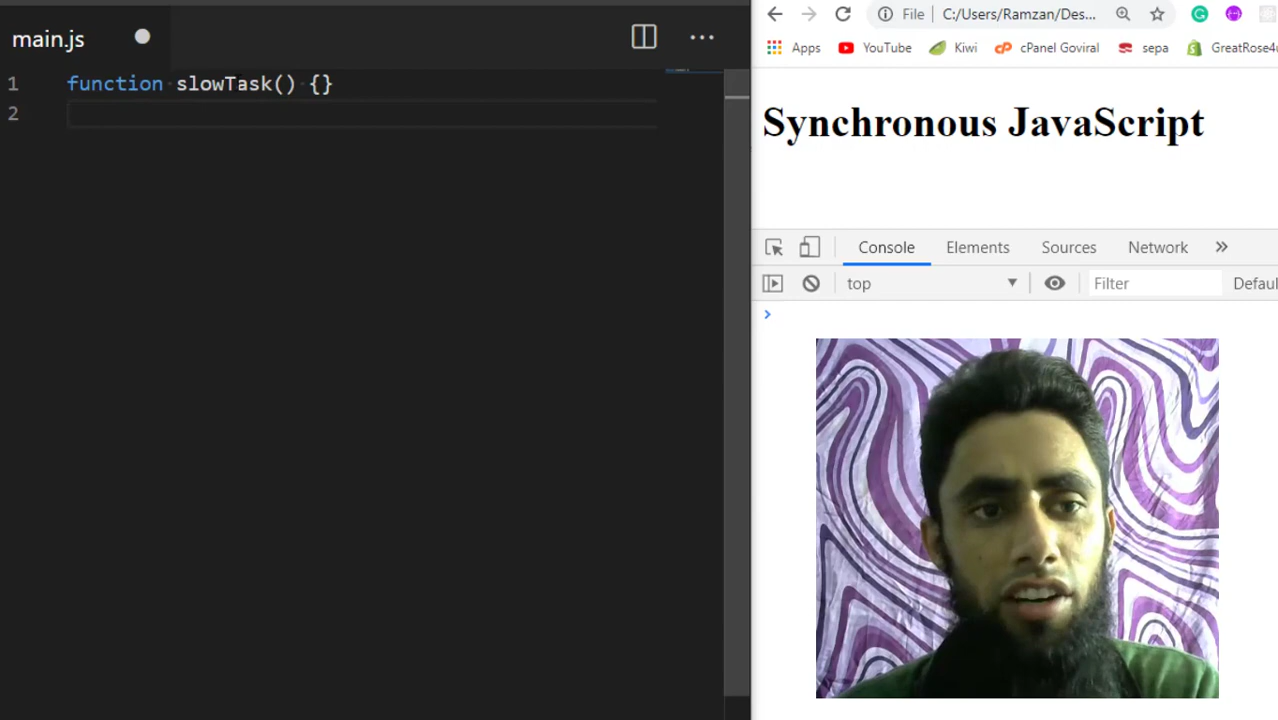 main.js
1 function slowTask() {}
2
File C:/Users/Ramzan/Des...
Apps YouTube Kiwi cPanel Goviral sepa GreatRose4u
Synchronous JavaScript
Console Elements Sources Network
top Filter Defaul